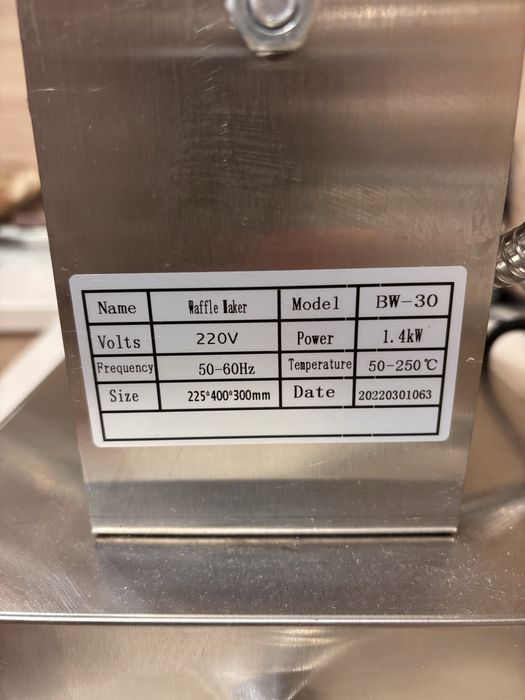 Name Waffle Maker Model BW-30
Volts 220V Power 1.4kW
Frequency 50-60Hz Temperature 50-250℃
Size 225*400*300mm Date 20220301063